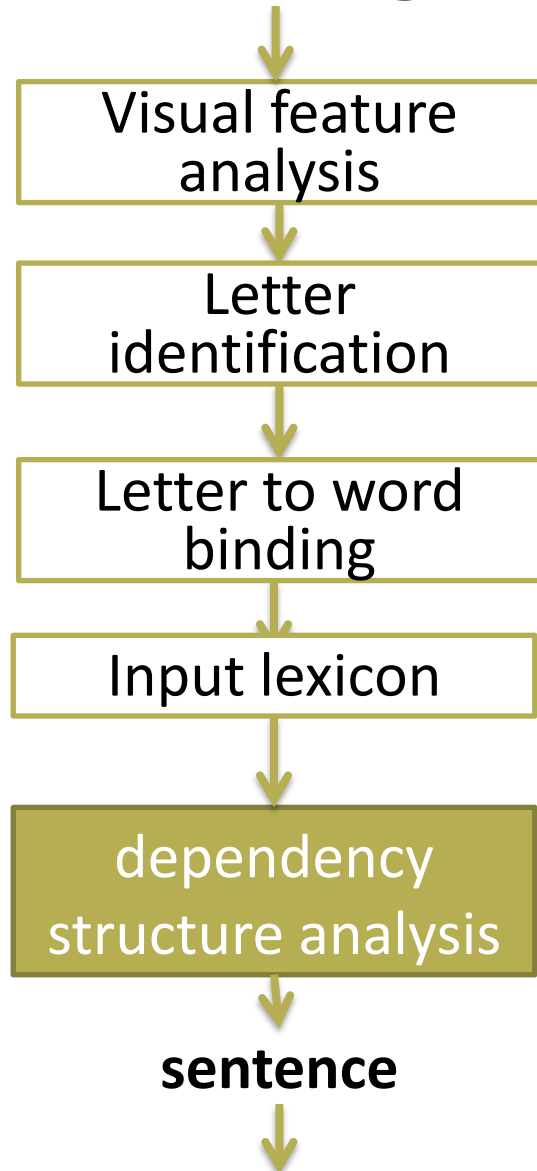 Visual feature
analysis
Letter
identification
Letter to word
binding
Input lexicon
dependency
structure analysis
sentence